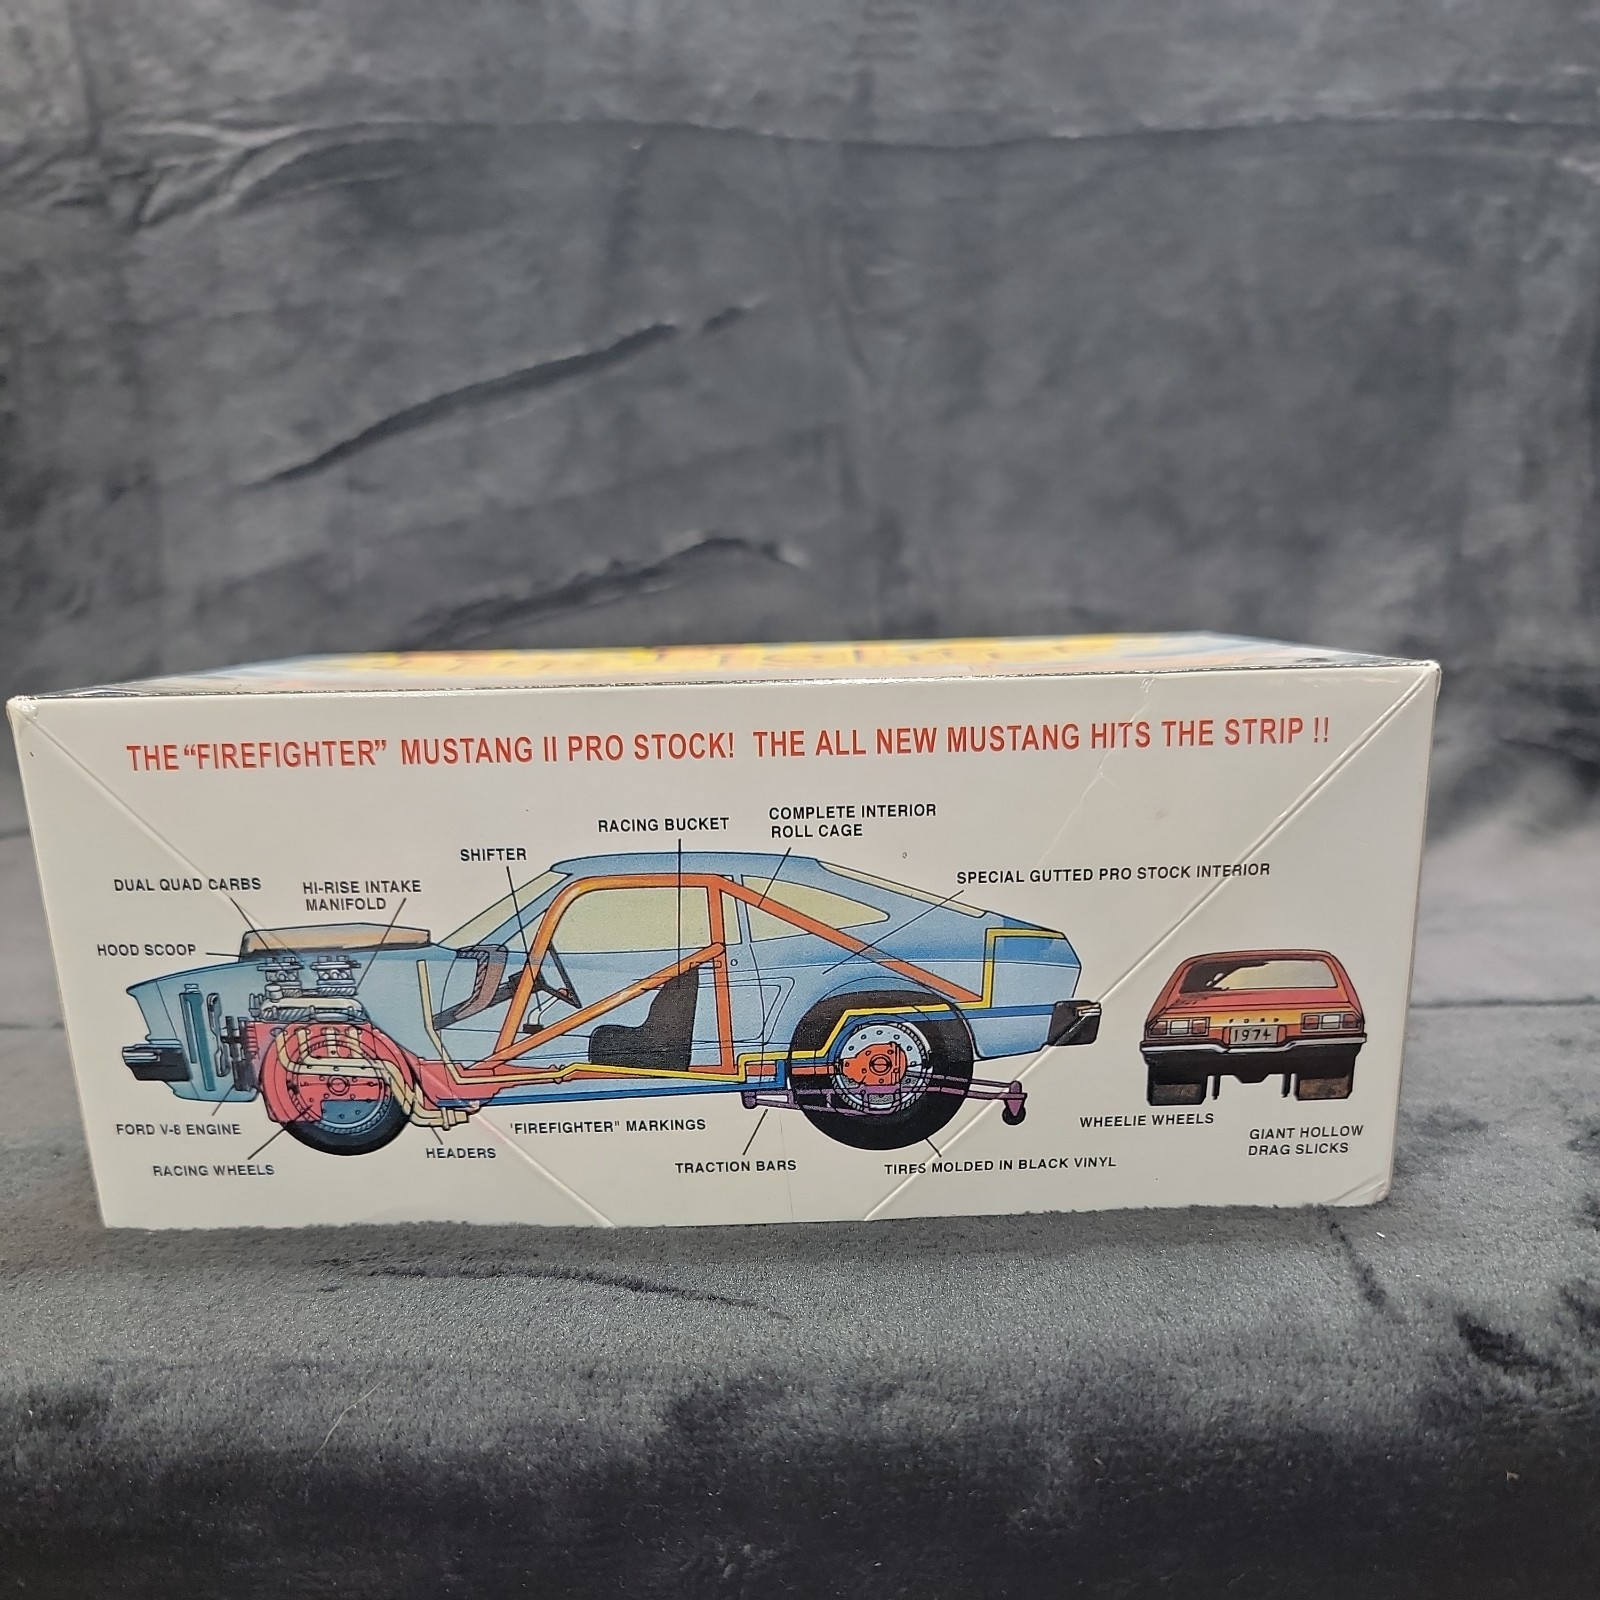 THE "FIREFIGHTER" MUSTANG II PRO STOCK! THE ALL NEW MUSTANG HITS THE STRIP !!
RACING BUCKET
COMPLETE INTERIOR
ROLL CAGE
SHIFTER
DUAL QUAD CARBS
HI-RISE INTAKE
MANIFOLD
SPECIAL GUTTED PRO STOCK INTERIOR
HOOD SCOOP
FORD
1974
FORD V-8 ENGINE
RACING WHEELS
HEADERS
'FIREFIGHTER" MARKINGS
TRACTION BARS
TIRES MOLDED IN BLACK VINYL
WHEELIE WHEELS
GIANT HOLLOW
DRAG SLICKS